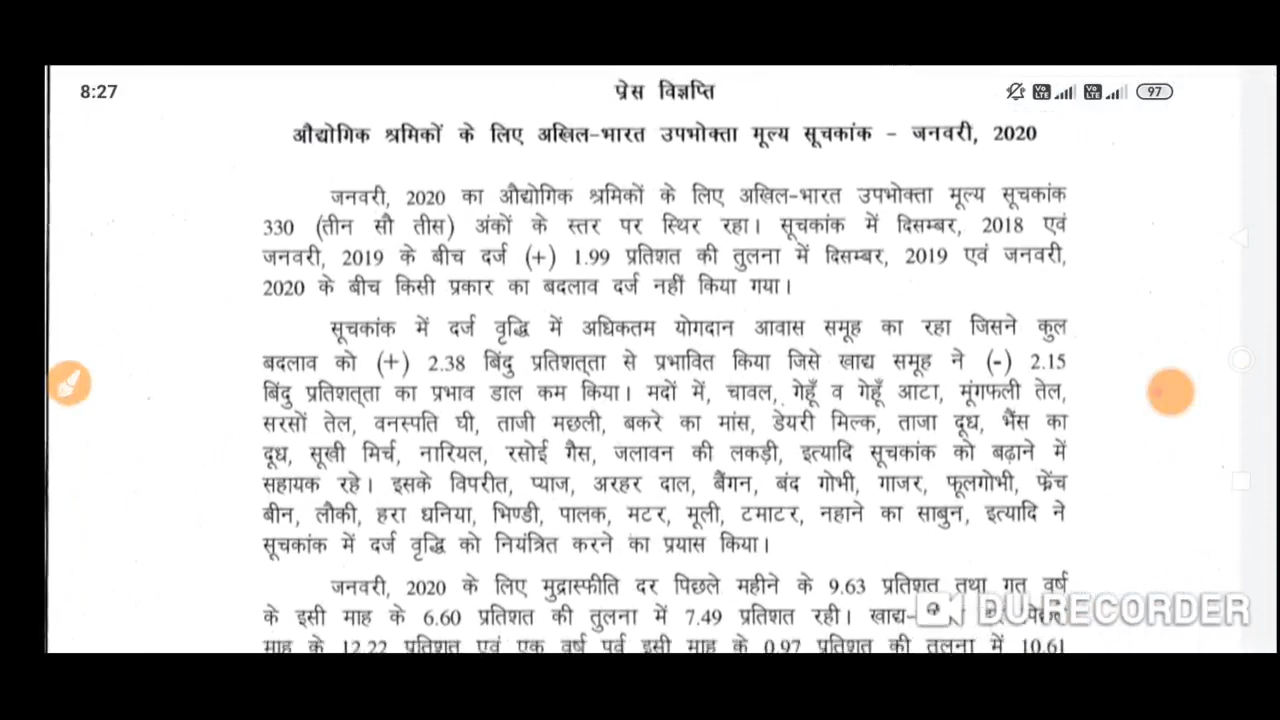 8:27
97
प्रेस विज्ञप्ति
औद्योगिक श्रमिकों के लिए अखिल-भारत उपभोक्ता मूल्य सूचकांक - जनवरी, 2020
जनवरी, 2020 का औद्योगिक श्रमिकों के लिए अखिल-भारत उपभोक्ता मूल्य सूचकांक
330 (तीन सौ तीस) अंकों के स्तर पर स्थिर रहा। सूचकांक में दिसम्बर, 2018 एवं
जनवरी, 2019 के बीच दर्ज (+) 1.99 प्रतिशत की तुलना में दिसम्बर, 2019 एवं जनवरी,
2020 के बीच किसी प्रकार का बदलाव दर्ज नहीं किया गया।
सूचकांक में दर्ज वृद्धि में अधिकतम योगदान आवास समूह का रहा जिसने कुल
बदलाव को (+) 2.38 बिंदु प्रतिशत्ता से प्रभावित किया जिसे खाद्य समूह ने (-) 2.15
बिंदु प्रतिशत्ता का प्रभाव डाल कम किया। मदों में, चावल, गेहूँ व गेहूँ आटा, मूंगफली तेल,
सरसों तेल, वनस्पति घी, ताजी मछली, बकरे का मांस, डेयरी मिल्क, ताजा दूध, भैंस का
दूध, सूखी मिर्च, नारियल, रसोई गैस, जलावन की लकड़ी, इत्यादि सूचकांक को बढ़ाने में
सहायक रहे। इसके विपरीत, प्याज, अरहर दाल, बैंगन, बंद गोभी, गाजर, फूलगोभी, फ्रेंच
बीन, लौकी, हरा धनिया, भिण्डी, पालक, मटर, मूली, टमाटर, नहाने का साबुन, इत्यादि ने
सूचकांक में दर्ज वृद्धि को नियंत्रित करने का प्रयास किया।
जनवरी, 2020 के लिए मुद्रास्फीति दर पिछले महीने के 9.63 प्रतिशत तथा गत वर्ष
के इसी माह के 6.60 प्रतिशत की तुलना में 7.49 प्रतिशत रही। खाद्य-
DU RECORDER
माह के 12.22 प्रतिशत एवं एक वर्ष पूर्व इसी माह के 0.97 प्रतिशत की तुलना में 10.61